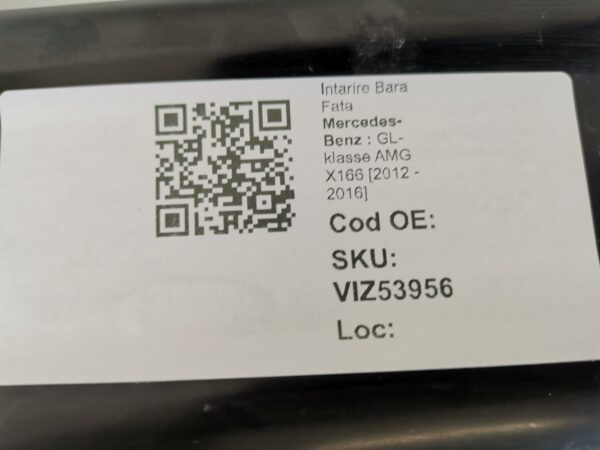 Intarire Bara
Fata
Mercedes-
Benz : GL-
klasse AMG
X166 [2012 -
2016]
Cod OE:
SKU:
VIZ53956
Loc: